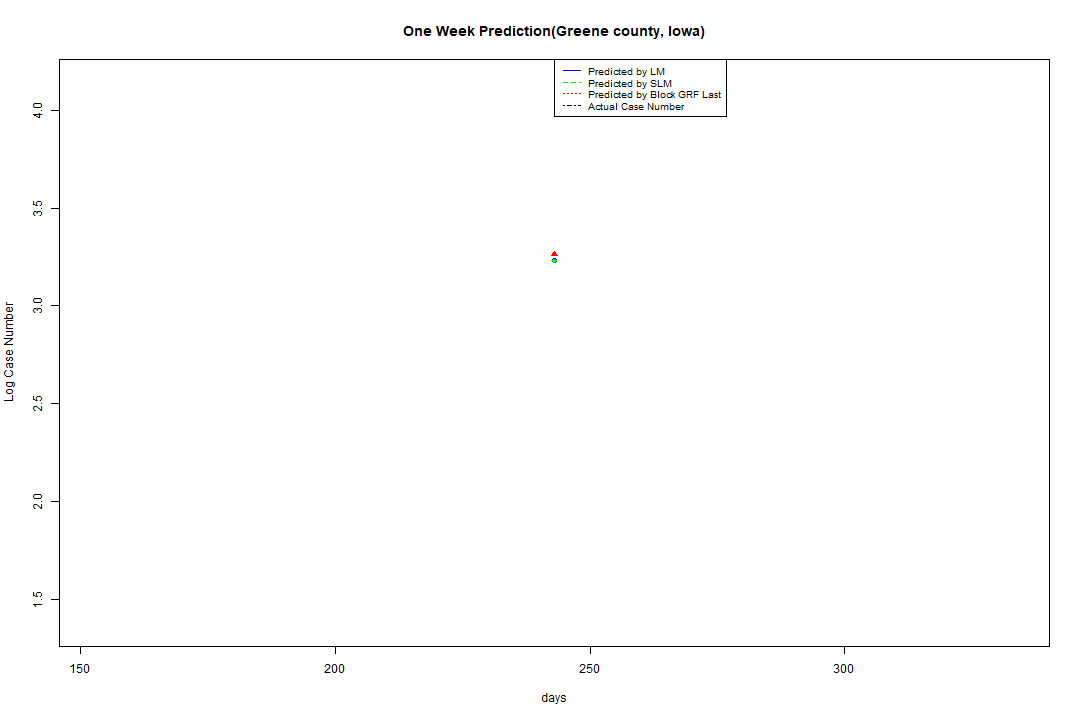 One Week Prediction(Greene county, Iowa)
Predicted by LM
Predicted by SLM
Predicted by Block GRF Last
Actual Case Number
4.0
3.5
3.0
2.5
2.0
1.5
Log Case Number
150 200 250 300
days